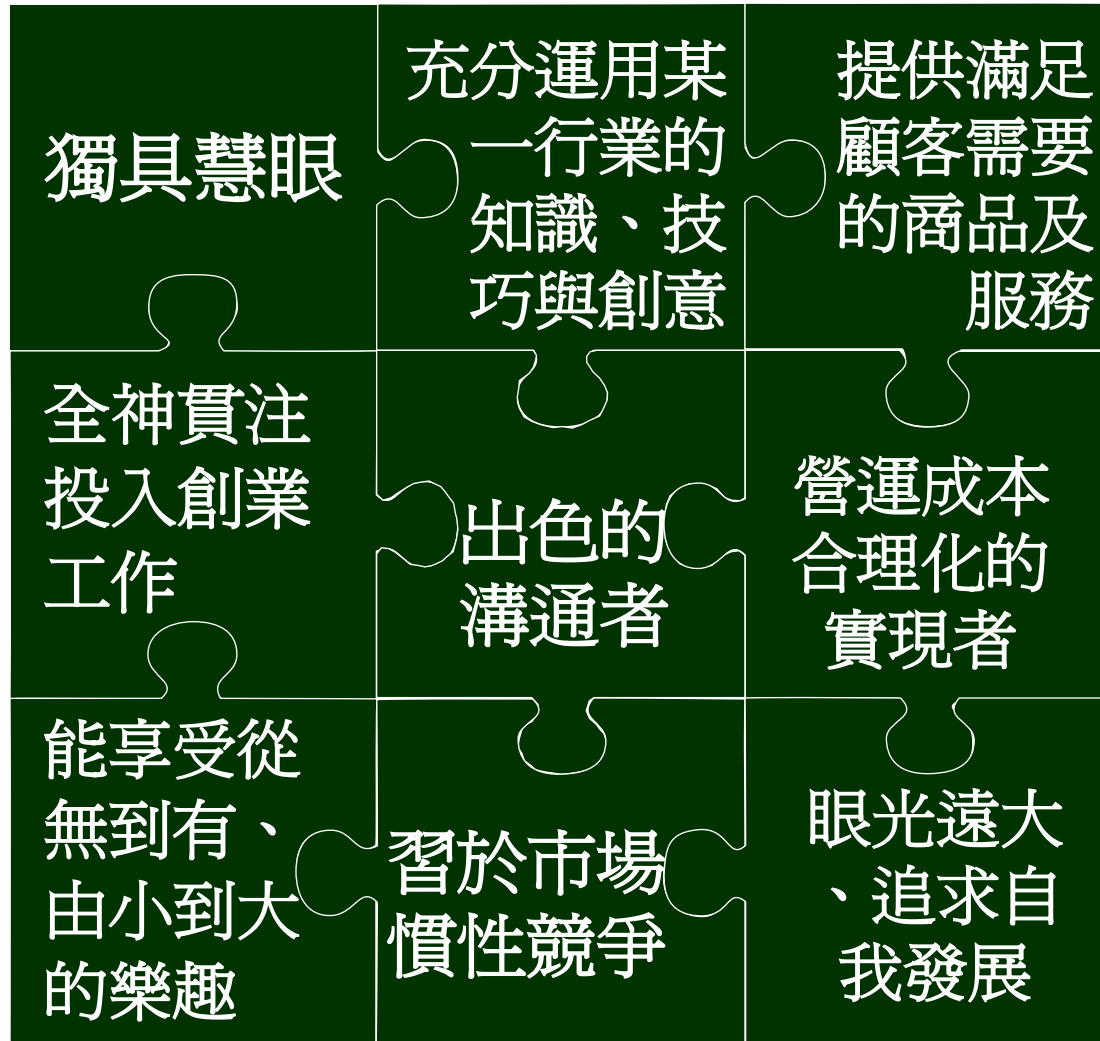 獨具慧眼
充分運用某
一行業的
知識、技
巧與創意
提供滿足
顧客需要
的商品及
服務
全神貫注
投入創業
工作
出色的
溝通者
營運成本
合理化的
實現者
能享受從
無到有、
由小到大
的樂趣
習於市場
慣性競爭
眼光遠大
、追求自
我發展